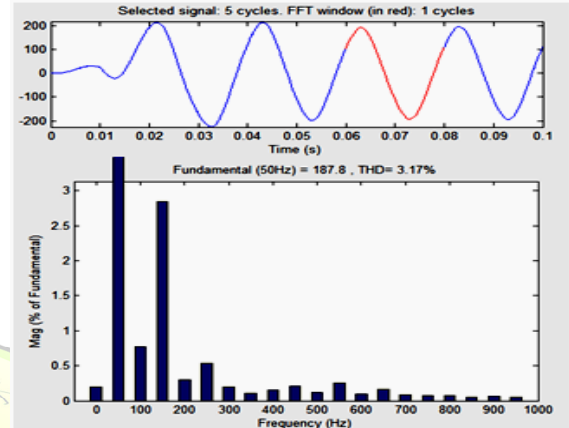 Selected signal: 5 cycles. FFT window (in red): 1 cycles
200
100
0
-100
-200
0 0.01 0.02 0.03 0.04 0.05 0.06 0.07 0.08 0.09 0.1
Time (s)
Fundamental (50Hz) = 187.8 , THD= 3.17%
Mag (% of Fundamental)
3
2.5
2
1.5
1
0.5
0
0 100 200 300 400 500 600 700 800 900 1000
Frequency (Hz)